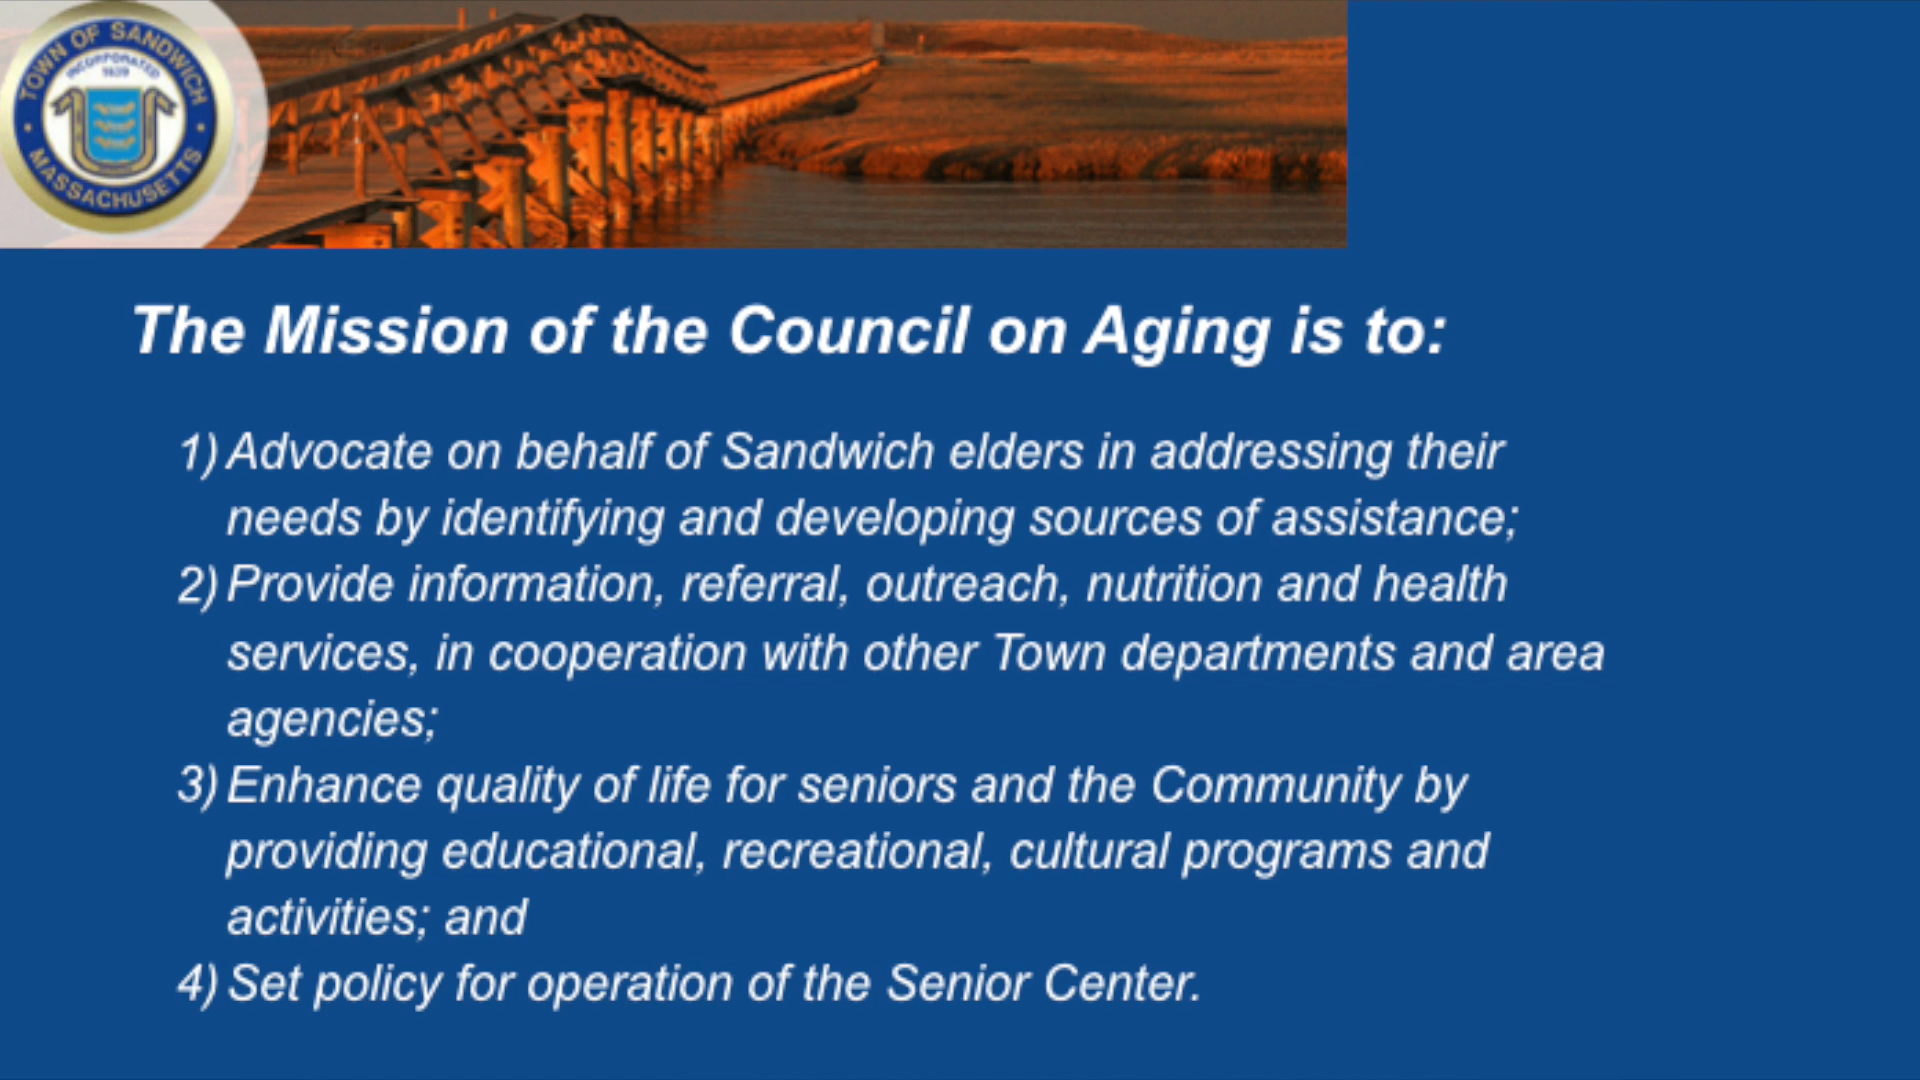 TOWN OF SANDWICH
INCORPORATED
1639
MASSACHUSETTS
The Mission of the Council on Aging is to:
1) Advocate on behalf of Sandwich elders in addressing their
needs by identifying and developing sources of assistance;
2) Provide information, referral, outreach, nutrition and health
services, in cooperation with other Town departments and area
agencies;
3) Enhance quality of life for seniors and the Community by
providing educational, recreational, cultural programs and
activities; and
4) Set policy for operation of the Senior Center.